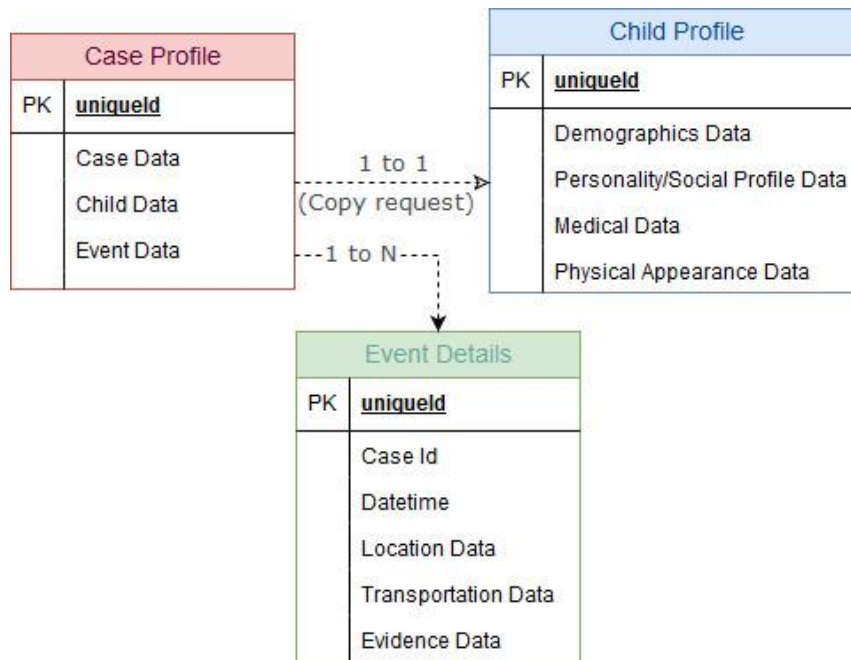 Case Profile
PK uniqueId
Case Data
Child Data
Event Data
1 to 1
(Copy request)
1 to N
Child Profile
PK uniqueId
Demographics Data
Personality/Social Profile Data
Medical Data
Physical Appearance Data
Event Details
PK uniqueId
Case Id
Datetime
Location Data
Transportation Data
Evidence Data